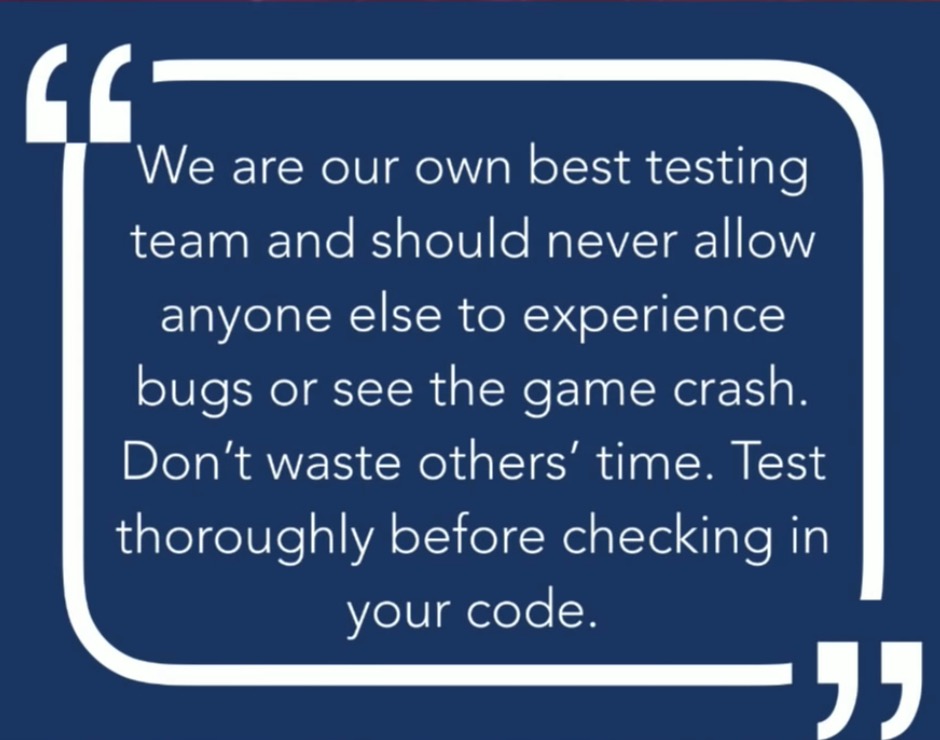 We are our own best testing
team and should never allow
anyone else to experience
bugs or see the game crash.
Don’t waste others’ time. Test
thoroughly before checking in
your code.